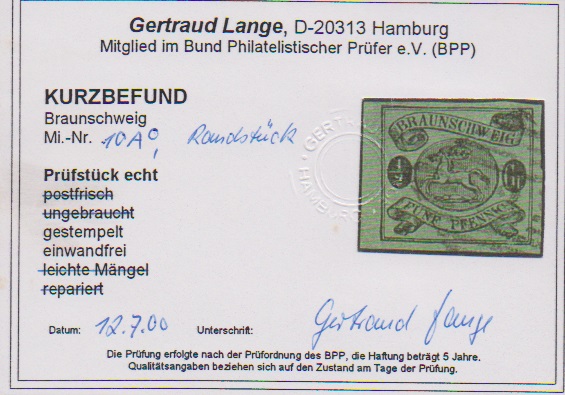 Gertraud Lange, D-20313 Hamburg
Mitglied im Bund Philatelistischer Prüfer e.V. (BPP)
KURZBEFUND
Braunschweig
Mi.-Nr. 10A, Randstück
Prüfstück echt
postfrisch
ungebraucht
gestempelt
einwandfrei
leichte Mängel
repariert
BRAUNSCHWEIG
FÜNF PFENNIG
GERTRAUD
HAMBURG
Datum: 12.7.00 Unterschrift: Gertraud Lange
Die Prüfung erfolgte nach der Prüfordnung des BPP, die Haftung beträgt 5 Jahre.
Qualitätsangaben beziehen sich auf den Zustand am Tage der Prüfung.